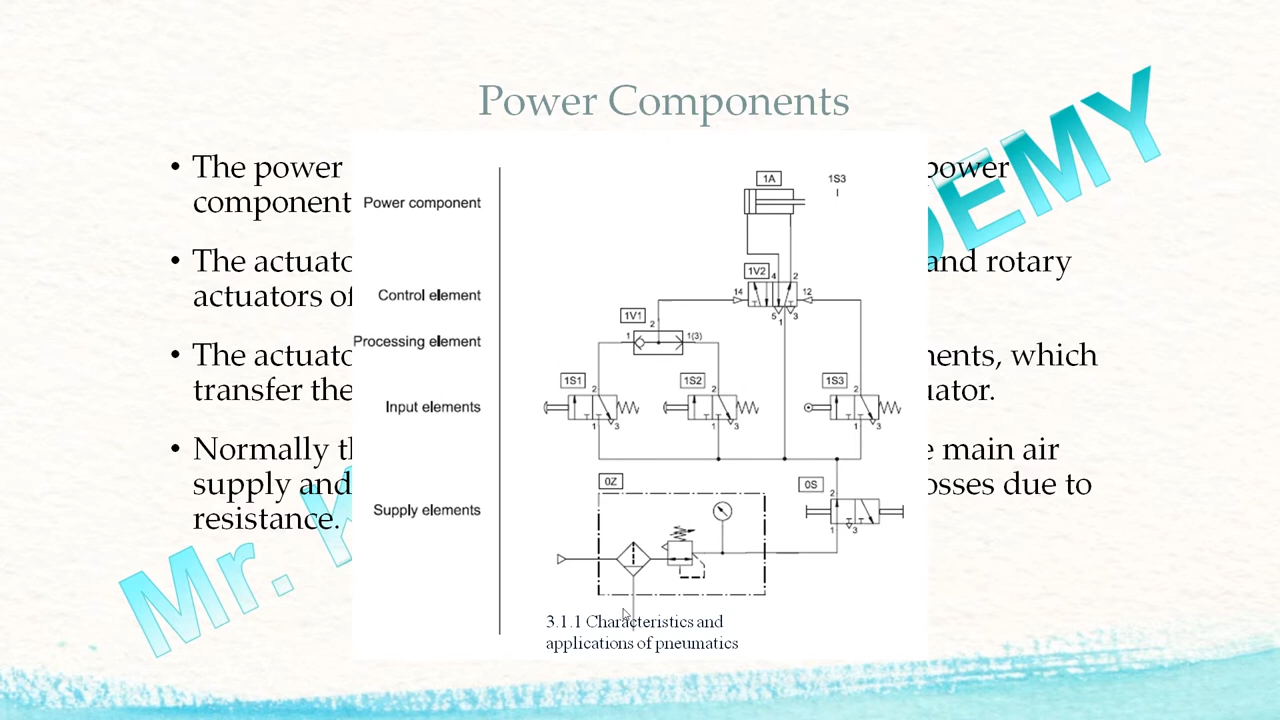 Power Components
• The power
power
component
• The actuato
and rotary
actuators of
• The actuato
nents, which
transfer the
uator.
• Normally th
e main air
supply and
osses due to
resistance.
Mr. Y
DEMY
1A
1S3
Power component
1V2
4
2
Control element
14
12
5
1
3
1V1
2
Processing element
1
1(3)
1S1
2
1S2
2
1S3
2
Input elements
1
3
1
3
1
3
0Z
0S
2
Supply elements
1
3
3.1.1 Characteristics and
applications of pneumatics